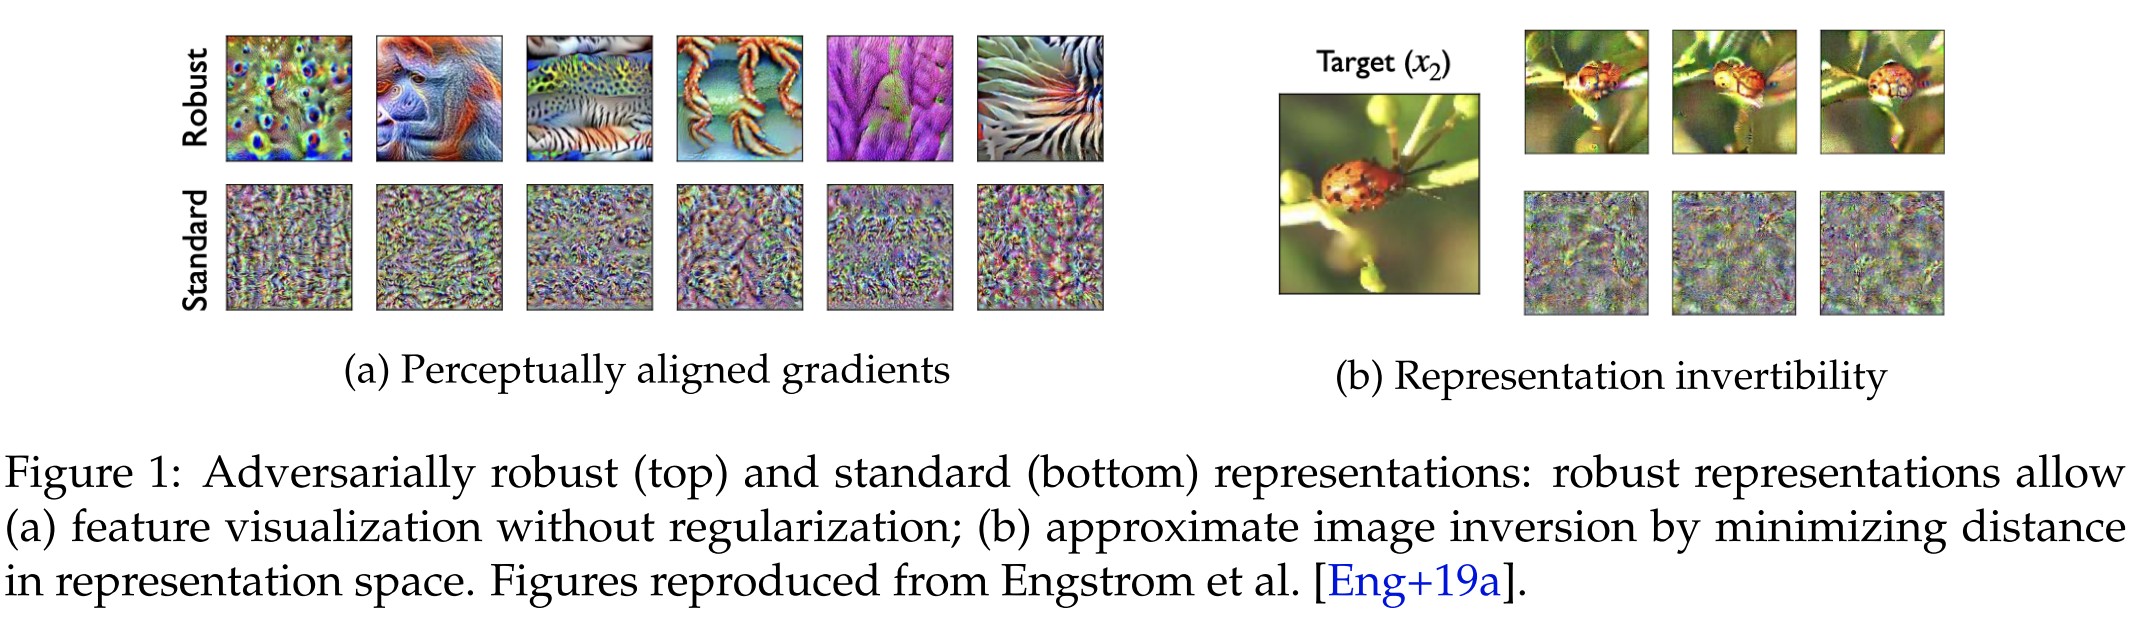 Robust
Standard
(a) Perceptually aligned gradients
Target (x₂)
(b) Representation invertibility
Figure 1: Adversarially robust (top) and standard (bottom) representations: robust representations allow
(a) feature visualization without regularization; (b) approximate image inversion by minimizing distance
in representation space. Figures reproduced from Engstrom et al. [Eng+19a].